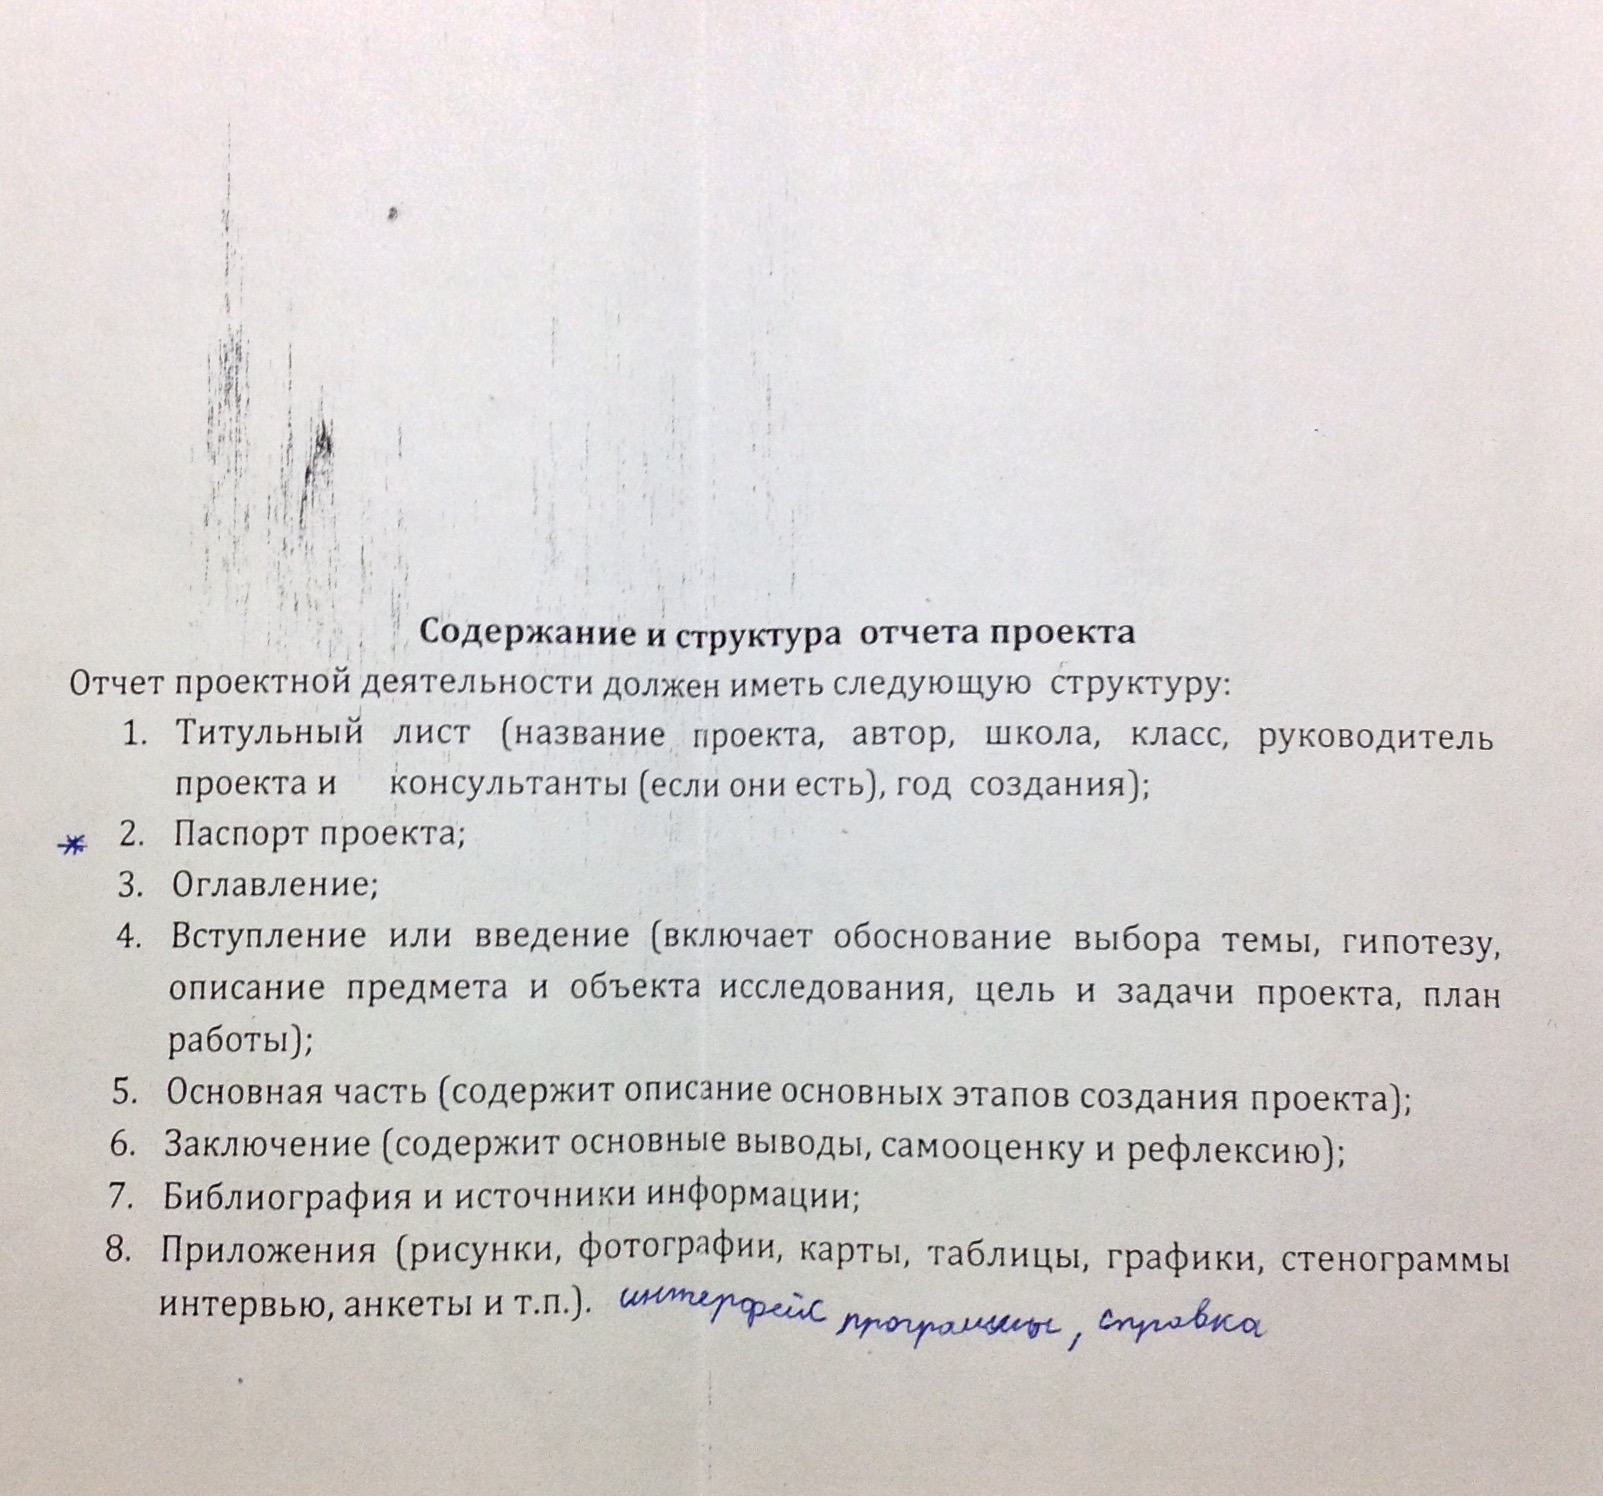 Содержание и структура отчета проекта
Отчет проектной деятельности должен иметь следующую структуру:
1. Титульный лист (название проекта, автор, школа, класс, руководитель
проекта и консультанты (если они есть), год создания);
* 2. Паспорт проекта;
3. Оглавление;
4. Вступление или введение (включает обоснование выбора темы, гипотезу,
описание предмета и объекта исследования, цель и задачи проекта, план
работы);
5. Основная часть (содержит описание основных этапов создания проекта);
6. Заключение (содержит основные выводы, самооценку и рефлексию);
7. Библиография и источники информации;
8. Приложения (рисунки, фотографии, карты, таблицы, графики, стенограммы
интервью, анкеты и т.п.). интерфейс программы, справка